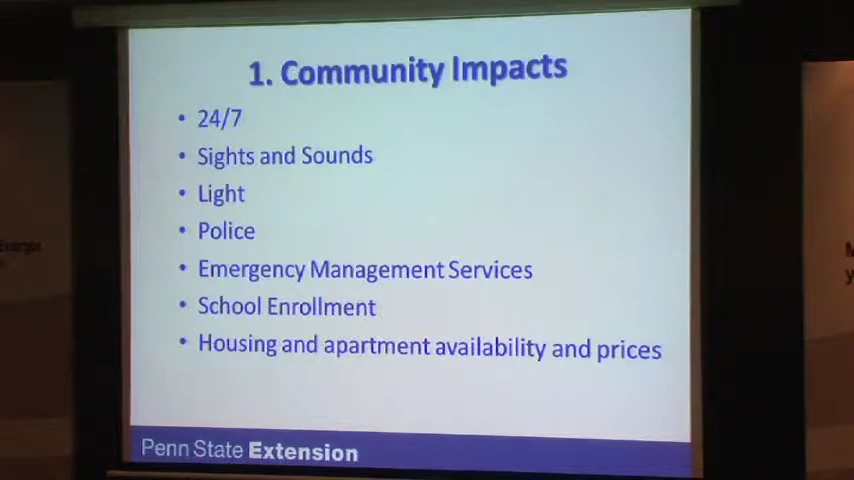 1. Community Impacts
• 24/7
• Sights and Sounds
• Light
• Police
• Emergency Management Services
• School Enrollment
• Housing and apartment availability and prices
Penn State Extension
Energía
M
y